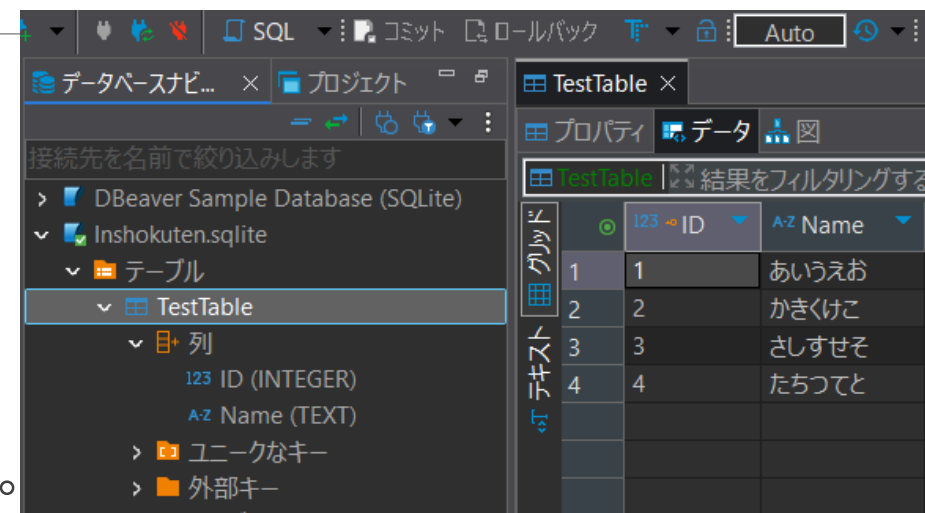 SQL コミット ロールバック Auto
データベースナビ... プロジェクト
接続先を名前で絞り込みします
DBeaver Sample Database (SQLite)
Inshokuten.sqlite
テーブル
TestTable
列
123 ID (INTEGER)
A-Z Name (TEXT)
ユニークなキー
外部キー
TestTable
プロパティ データ 図
TestTable 結果をフィルタリングする
グリッド
テキスト
123 ID A-Z Name
1 1 あいうえお
2 2 かきくけこ
3 3 さしすせそ
4 4 たちつてと